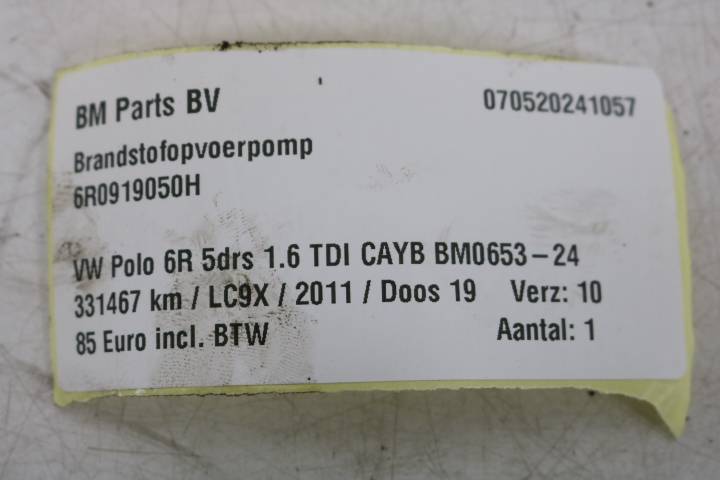 BM Parts BV 070520241057
Brandstofopvoerpomp
6R0919050H
VW Polo 6R 5drs 1.6 TDI CAYB BM0653-24
331467 km / LC9X / 2011 / Doos 19 Verz: 10
85 Euro incl. BTW Aantal: 1